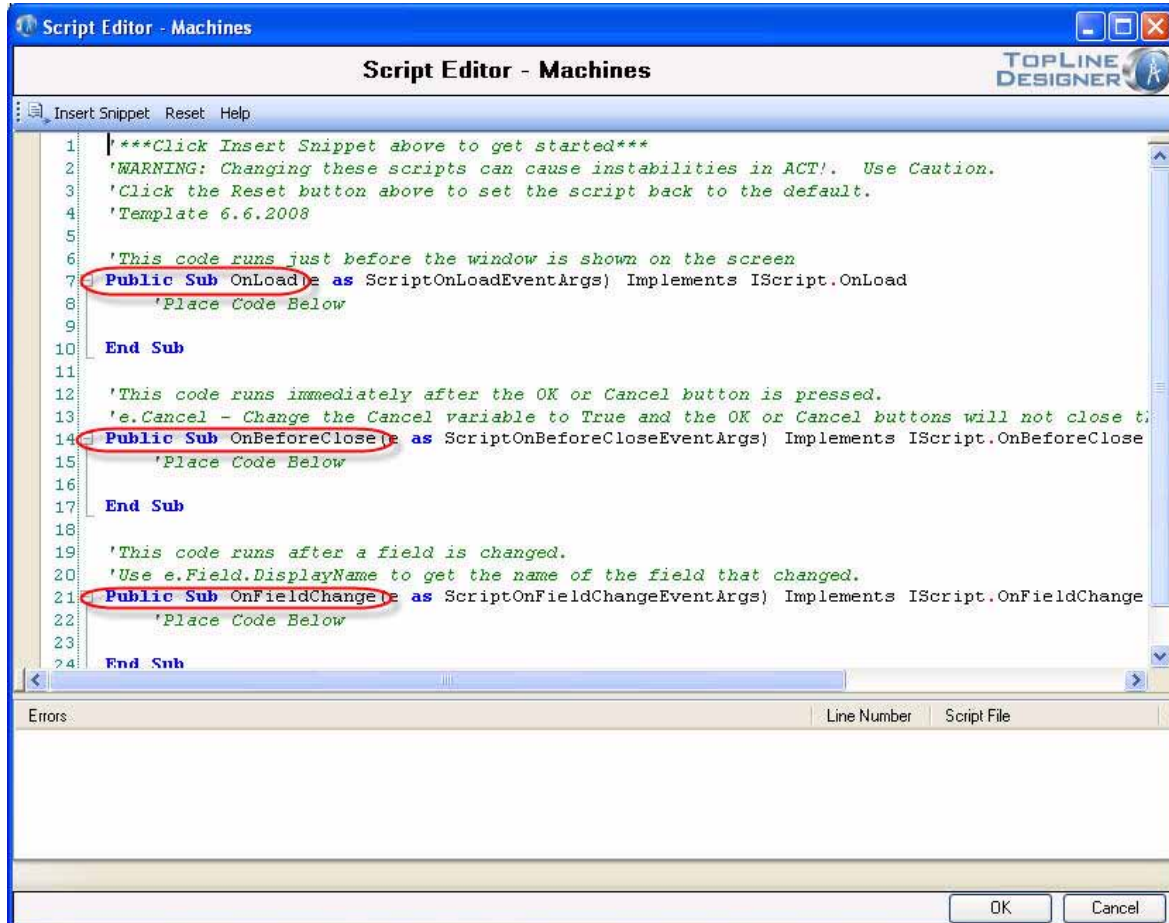 Script Editor - Machines
Script Editor - Machines
TOPLINE
DESIGNER
Insert Snippet Reset Help
1 '***Click Insert Snippet above to get started***
2 'WARNING: Changing these scripts can cause instabilities in ACT!. Use Caution.
3 'Click the Reset button above to set the script back to the default.
4 'Template 6.6.2008
5
6 'This code runs just before the window is shown on the screen
7 Public Sub OnLoad(e as ScriptOnLoadEventArgs) Implements IScript.OnLoad
8 'Place Code Below
9
10 End Sub
11
12 'This code runs immediately after the OK or Cancel button is pressed.
13 'e.Cancel - Change the Cancel variable to True and the OK or Cancel buttons will not close
14 Public Sub OnBeforeClose(e as ScriptOnBeforeCloseEventArgs) Implements IScript.OnBeforeClose
15 'Place Code Below
16
17 End Sub
18
19 'This code runs after a field is changed.
20 'Use e.Field.DisplayName to get the name of the field that changed.
21 Public Sub OnFieldChange(e as ScriptOnFieldChangeEventArgs) Implements IScript.OnFieldChange
22 'Place Code Below
23
24 End Sub
Errors Line Number Script File
OK Cancel